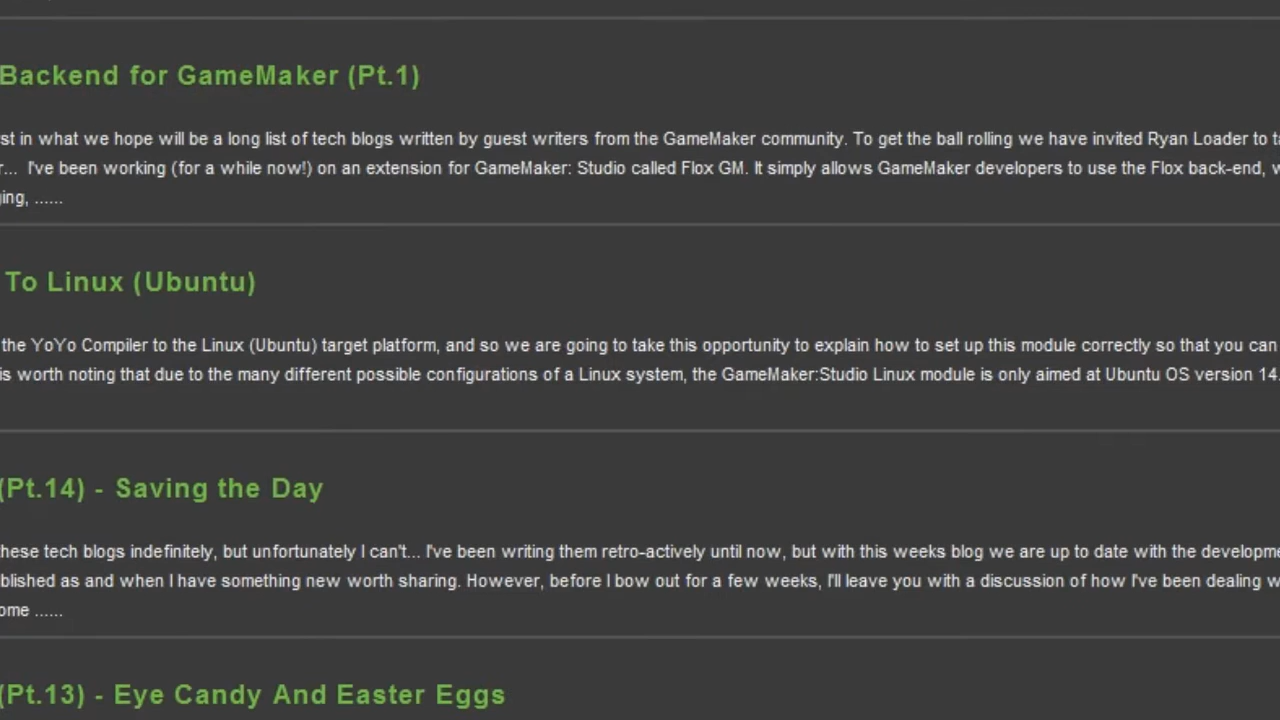 Backend for GameMaker (Pt.1)
st in what we hope will be a long list of tech blogs written by guest writers from the GameMaker community. To get the ball rolling we have invited Ryan Loader to
r... I've been working (for a while now!) on an extension for GameMaker: Studio called Flox GM. It simply allows GameMaker developers to use the Flox back-end,
ing, ......
To Linux (Ubuntu)
the YoYo Compiler to the Linux (Ubuntu) target platform, and so we are going to take this opportunity to explain how to set up this module correctly so that you can
is worth noting that due to the many different possible configurations of a Linux system, the GameMaker:Studio Linux module is only aimed at Ubuntu OS version 14.
(Pt.14) - Saving the Day
these tech blogs indefinitely, but unfortunately I can't... I've been writing them retro-actively until now, but with this weeks blog we are up to date with the developme
blished as and when I have something new worth sharing. However, before I bow out for a few weeks, I'll leave you with a discussion of how I've been dealing w
ome ......
(Pt.13) - Eye Candy And Easter Eggs